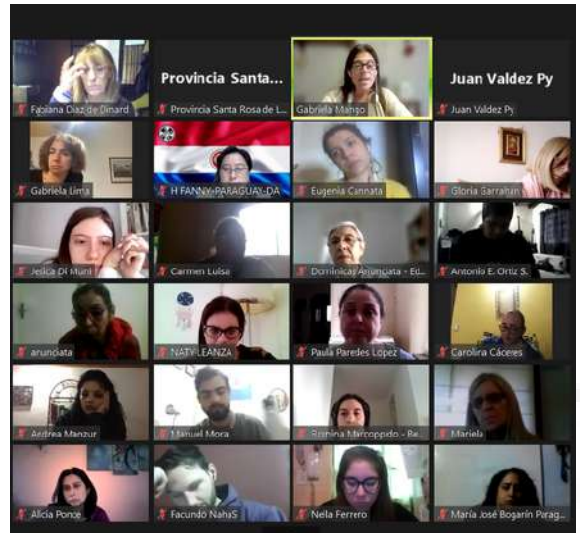 Provincia Santa...
Juan Valdez Py
Fabiana Diaz de Dinard
Provincia Santa Rosa de L...
Gabriela Mango
Juan Valdez Py
Gabriela Lima
H FANNY-PARAGUAY-DA
Eugenia Cannata
Gloria Garrahan
Jesica Di Muni
Carmen Luisa
Dominicas Anunciata - Ed...
Antonio E. Ortiz S.
anunciata
NATY LEANZA
Paula Paredes Lopez
Carolina Cáceres
Andrea Manzur
Manuel Mora
Romina Marcoppido - Be...
Mariela
Alicia Ponce
Facundo NahaS
Neila Ferrero
María José Bogarín Parag...